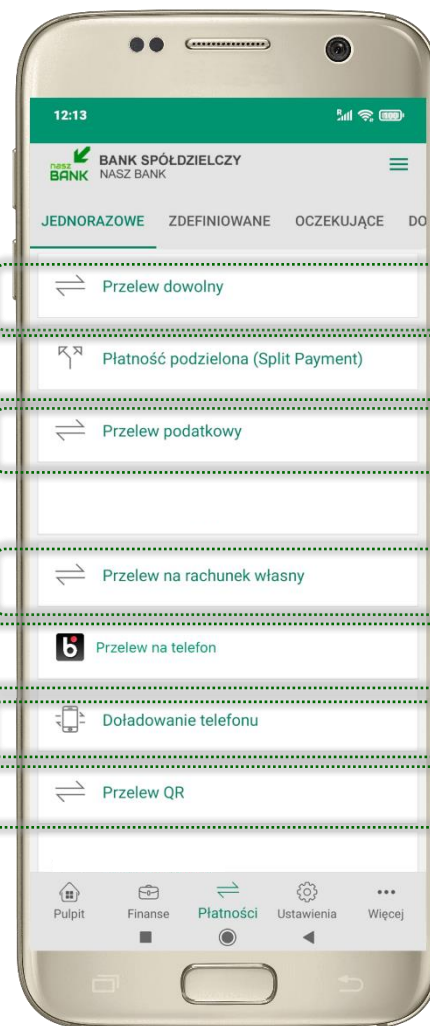 12:13
100
nasz
BANK
BANK SPÓŁDZIELCZY
NASZ BANK
JEDNORAZOWE ZDEFINIOWANE OCZEKUJĄCE DO
Przelew dowolny
Płatność podzielona (Split Payment)
Przelew podatkowy
Przelew na rachunek własny
Przelew na telefon
Doładowanie telefonu
Przelew QR
Pulpit Finanse Płatności Ustawienia Więcej